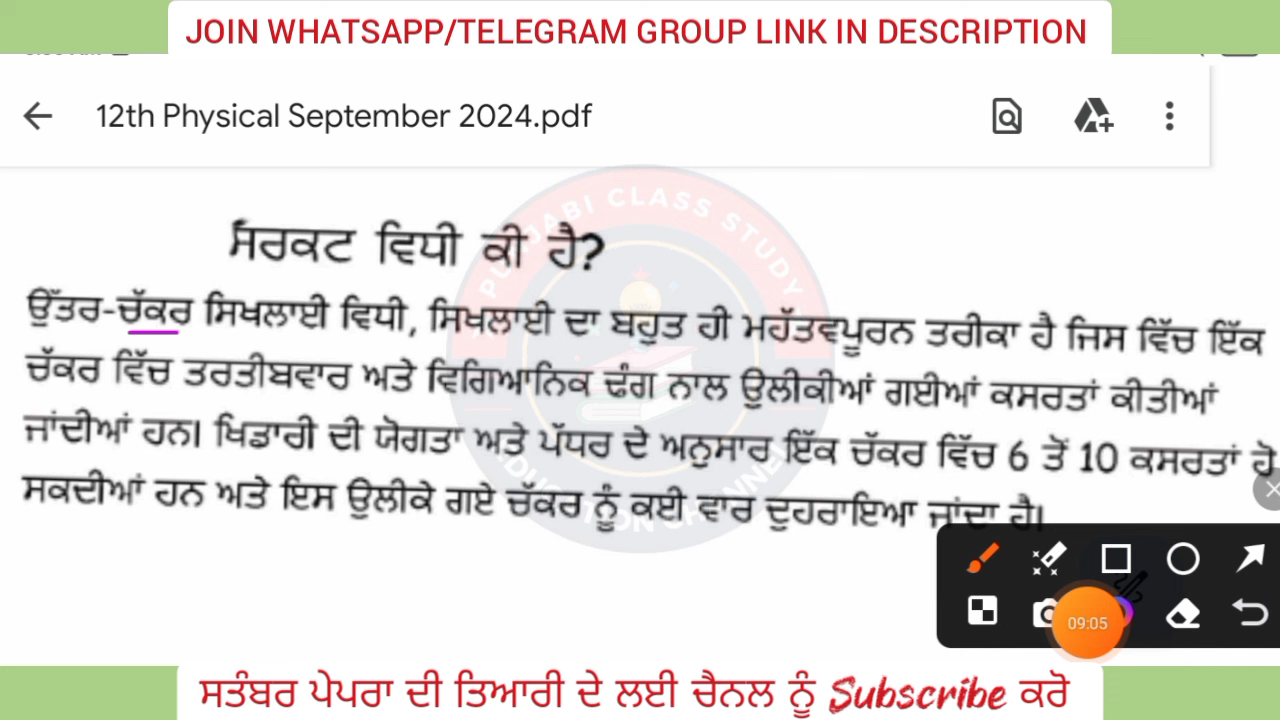 JOIN WHATSAPP/TELEGRAM GROUP LINK IN DESCRIPTION
12th Physical September 2024.pdf
PUNJABI CLASS STUDY
ਸਰਕਟ ਵਿਧੀ ਕੀ ਹੈ?
ਉੱਤਰ-ਚੱਕਰ ਸਿਖਲਾਈ ਵਿਧੀ, ਸਿਖਲਾਈ ਦਾ ਬਹੁਤ ਹੀ ਮਹੱਤਵਪੂਰਨ ਤਰੀਕਾ ਹੈ ਜਿਸ ਵਿੱਚ ਇੱਕ
ਚੱਕਰ ਵਿੱਚ ਤਰਤੀਬਵਾਰ ਅਤੇ ਵਿਗਿਆਨਿਕ ਢੰਗ ਨਾਲ ਉਲੀਕੀਆਂ ਗਈਆਂ ਕਸਰਤਾਂ ਕੀਤੀਆਂ
ਜਾਂਦੀਆਂ ਹਨ। ਖਿਡਾਰੀ ਦੀ ਯੋਗਤਾ ਅਤੇ ਪੱਧਰ ਦੇ ਅਨੁਸਾਰ ਇੱਕ ਚੱਕਰ ਵਿੱਚ 6 ਤੋਂ 10 ਕਸਰਤਾਂ ਹੋ
ਸਕਦੀਆਂ ਹਨ ਅਤੇ ਇਸ ਉਲੀਕੇ ਗਏ ਚੱਕਰ ਨੂੰ ਕਈ ਵਾਰ ਦੁਹਰਾਇਆ ਜਾਂਦਾ ਹੈ।
09:05
ਸਤੰਬਰ ਪੇਪਰਾ ਦੀ ਤਿਆਰੀ ਦੇ ਲਈ ਚੈਨਲ ਨੂੰ Subscribe ਕਰੋ